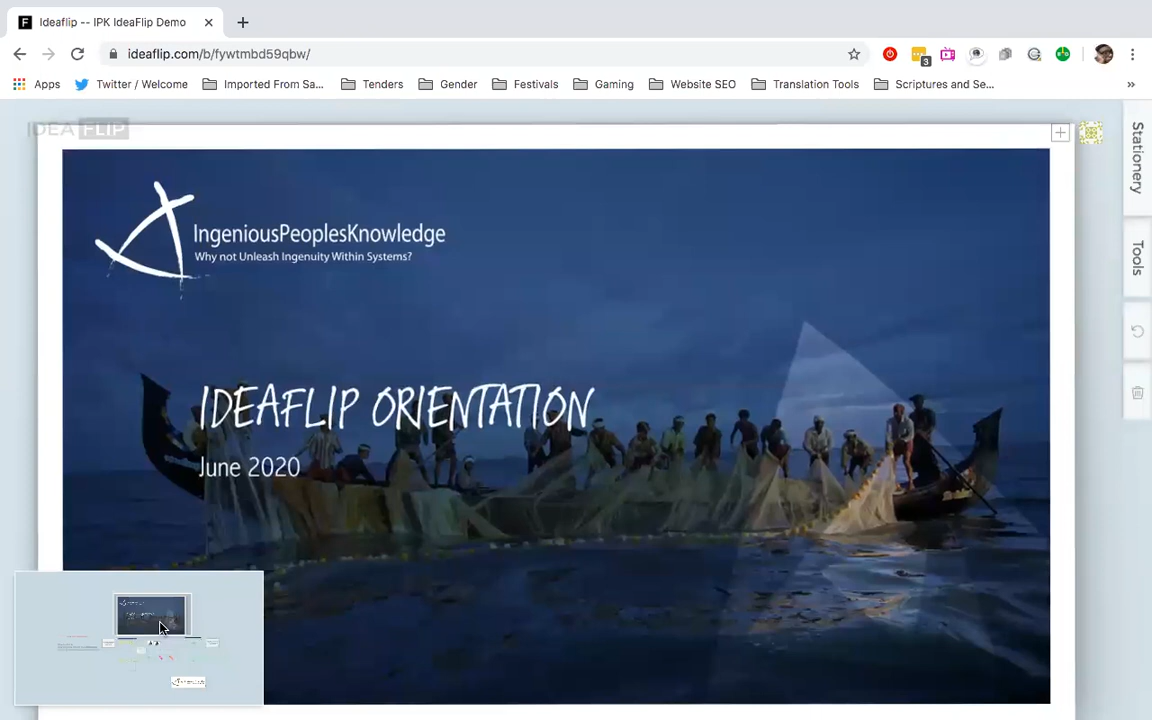 Ideaflip -- IPK IdeaFlip Demo
ideaflip.com/b/fywtmbd59qbw/
3
Apps
Twitter / Welcome
Imported From Sa...
Tenders
Gender
Festivals
Gaming
Website SEO
Translation Tools
Scriptures and Se...
»
IDEA FLIP
Stationery
Tools
IngeniousPeoplesKnowledge
Why not Unleash Ingenuity Within Systems?
IDEAFLIP ORIENTATION
June 2020